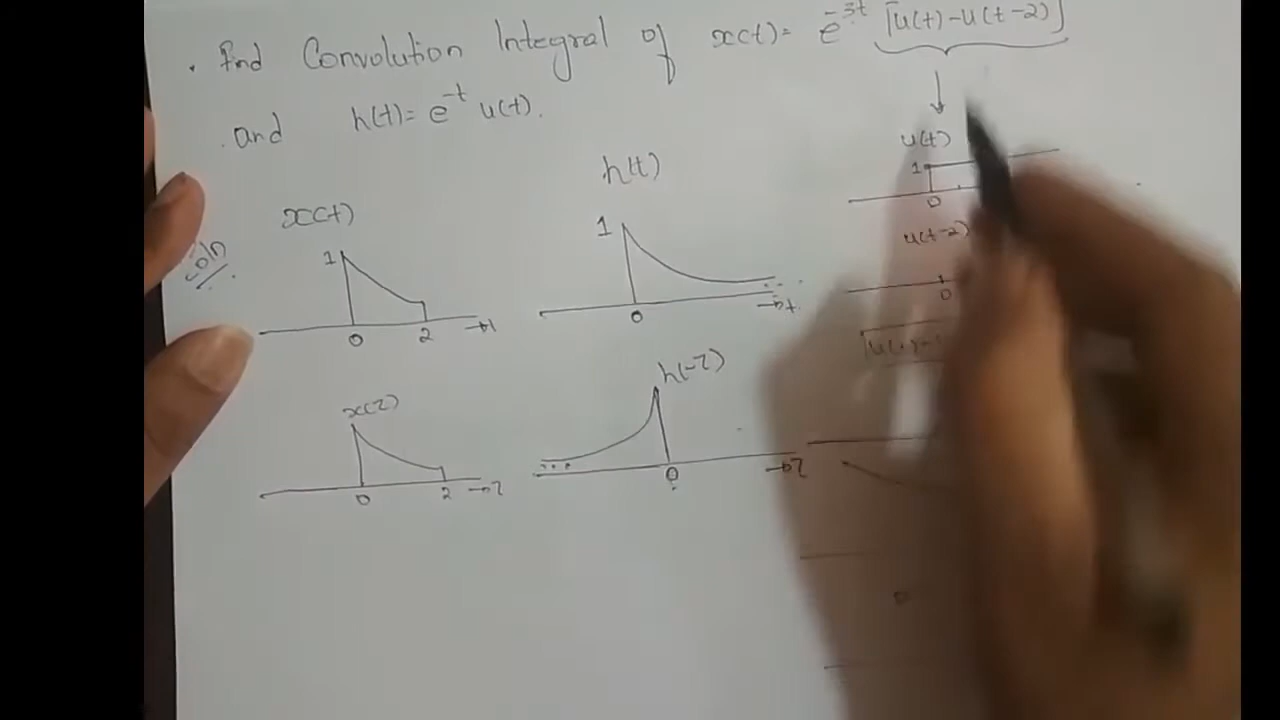 . find Convolution Integral of x(t) = e^-3t [u(t)-u(t-2)]
.and h(t)= e^-t u(t).
u(t)
1
0
h(t)
x(t)
Soln
1
0
→t
1
0 2 →t
u(t-2)
0
h(-τ)
x(τ)
0 2 →τ
0
→τ
0